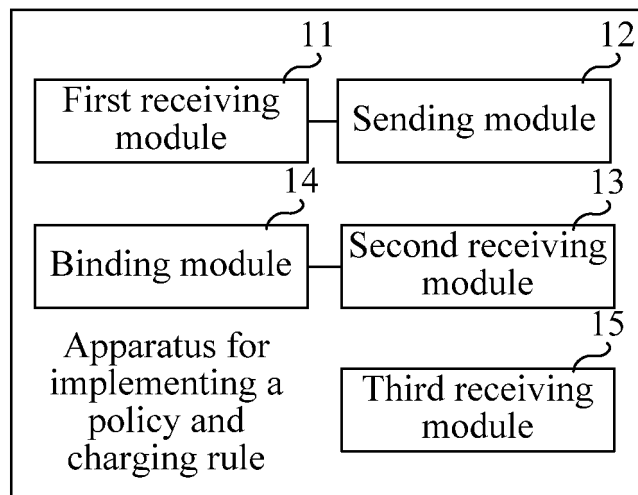 11
12
First receiving
module
Sending module
14
13
Binding module
Second receiving
module
15
Apparatus for
implementing a
policy and
charging rule
Third receiving
module